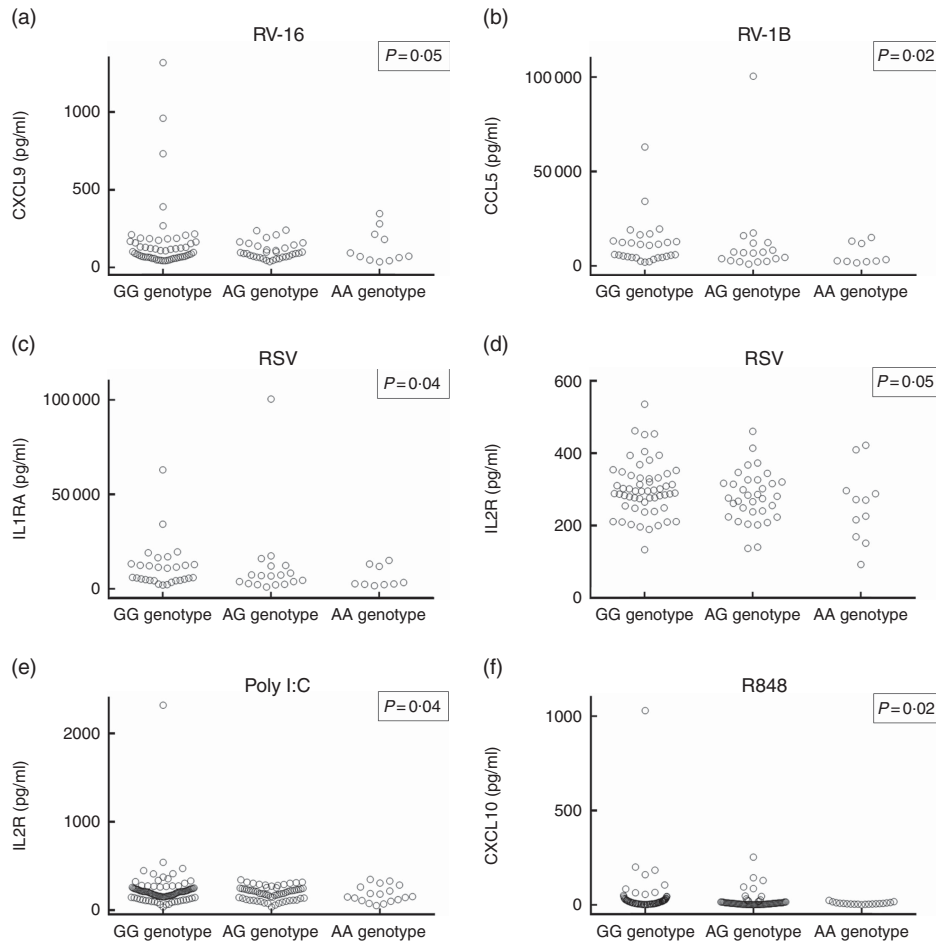 (a)
RV-16
P = 0·05
CXCL9 (pg/ml)
1000
500
0
GG genotype AG genotype AA genotype
(b)
RV-1B
P = 0·02
CCL5 (pg/ml)
100 000
50 000
0
GG genotype AG genotype AA genotype
(c)
RSV
P = 0·04
IL1RA (pg/ml)
100 000
50 000
0
GG genotype AG genotype AA genotype
(d)
RSV
P = 0·05
IL2R (pg/ml)
600
400
200
0
GG genotype AG genotype AA genotype
(e)
Poly I:C
P = 0·04
IL2R (pg/ml)
2000
1000
0
GG genotype AG genotype AA genotype
(f)
R848
P = 0·02
CXCL10 (pg/ml)
1000
500
0
GG genotype AG genotype AA genotype